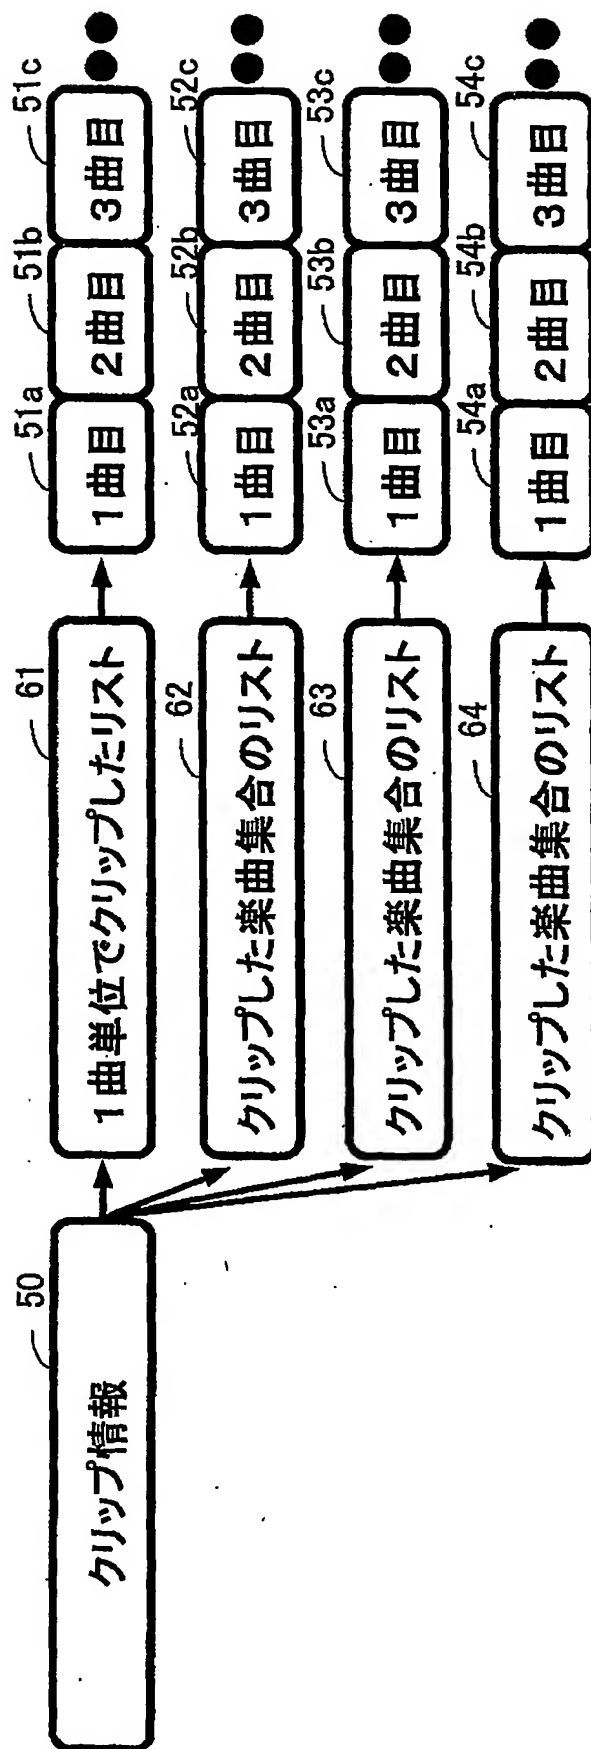 50
クリップ情報
61
1曲単位でクリップしたリスト
51a 51b 51c
1曲目 2曲目 3曲目
62
クリップした楽曲集合のリスト
52a 52b 52c
1曲目 2曲目 3曲目
63
クリップした楽曲集合のリスト
53a 53b 53c
1曲目 2曲目 3曲目
64
クリップした楽曲集合のリスト
54a 54b 54c
1曲目 2曲目 3曲目